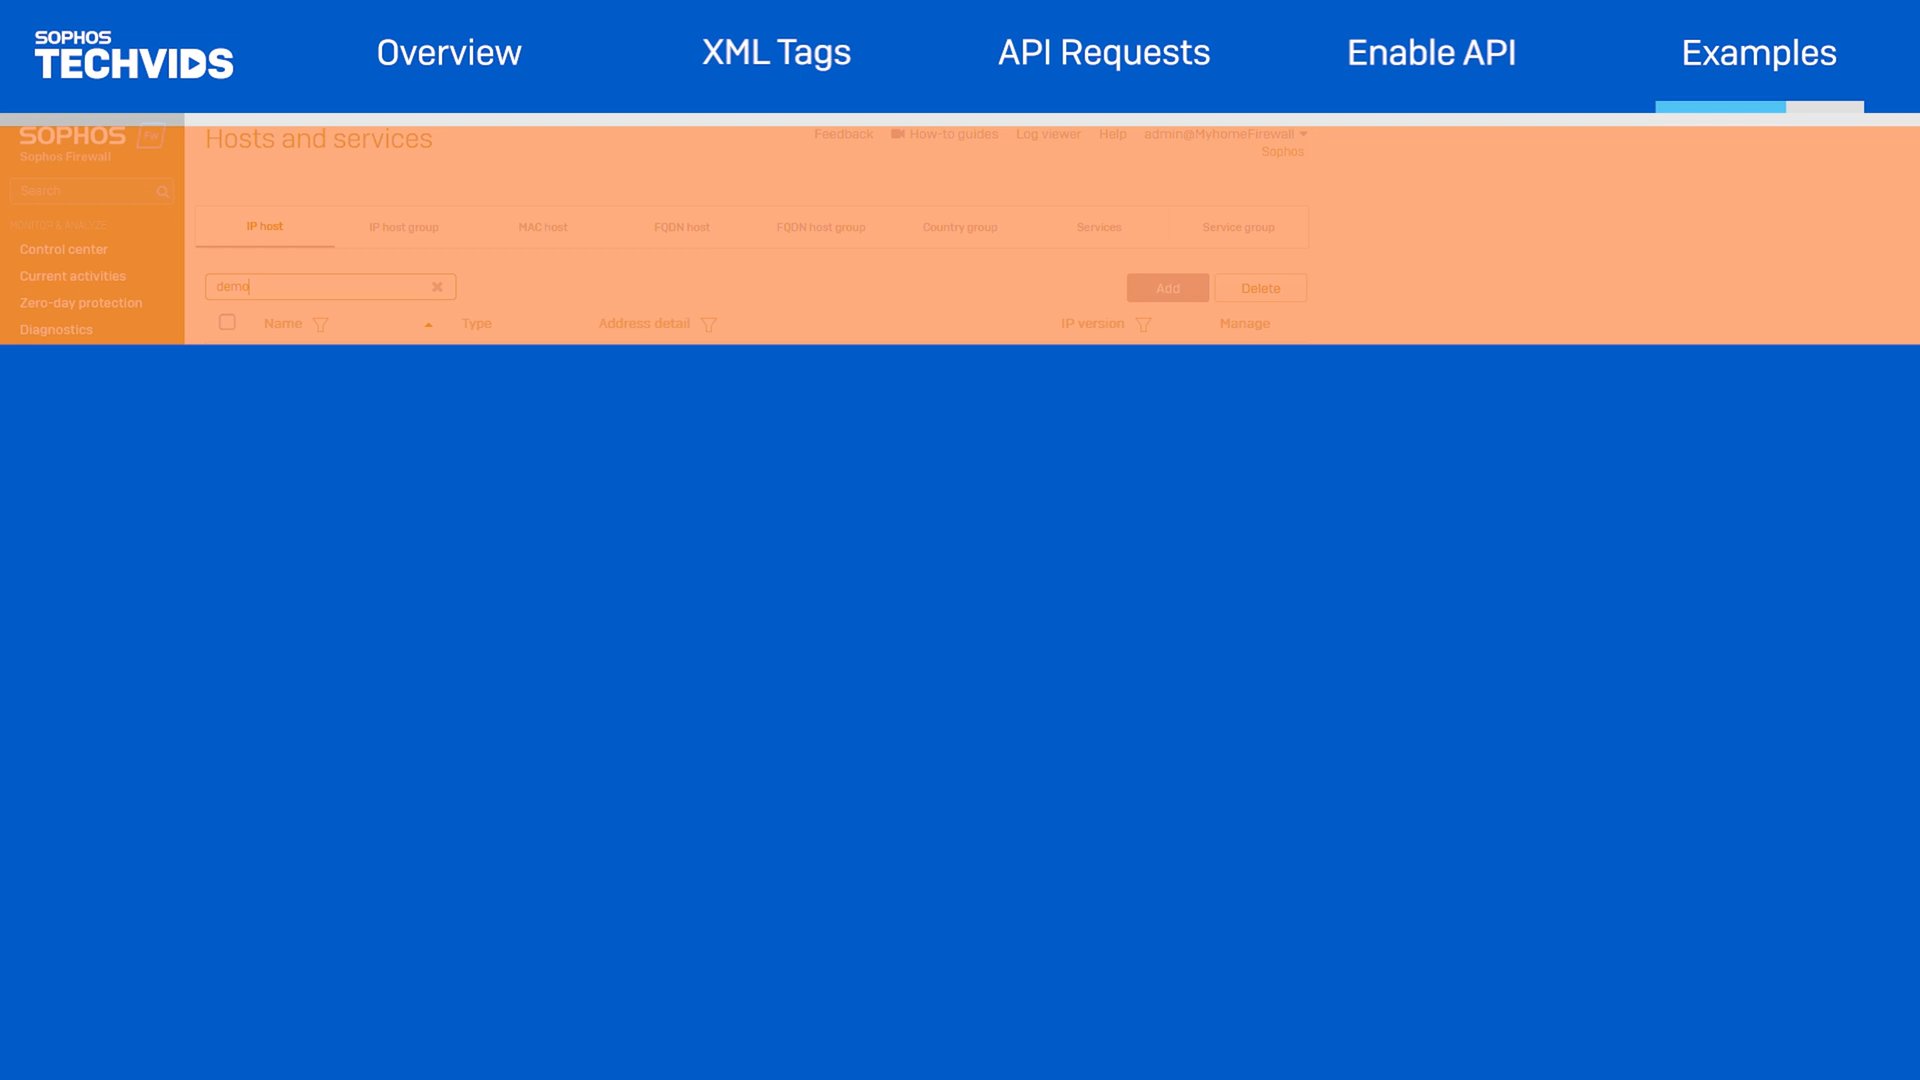 SOPHOS
TECHVIDS
Overview
XML Tags
API Requests
Enable API
Examples
SOPHOS FW
Sophos Firewall
Hosts and services
Feedback
How-to guides
Log viewer
Help
admin@MyhomeFirewall
Sophos
Search
MONITOR & ANALYZE
Control center
Current activities
Zero-day protection
Diagnostics
IP host
IP host group
MAC host
FQDN host
FQDN host group
Country group
Services
Service group
demo
Add
Delete
Name
Type
Address detail
IP version
Manage